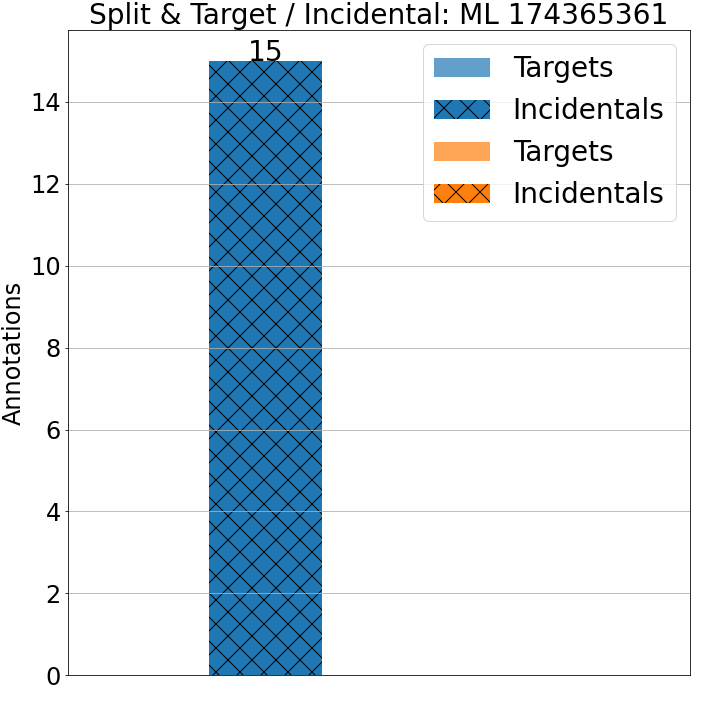 Split & Target / Incidental: ML 174365361
15
Targets
Incidentals
Targets
Incidentals
Annotations
14
12
10
8
6
4
2
0